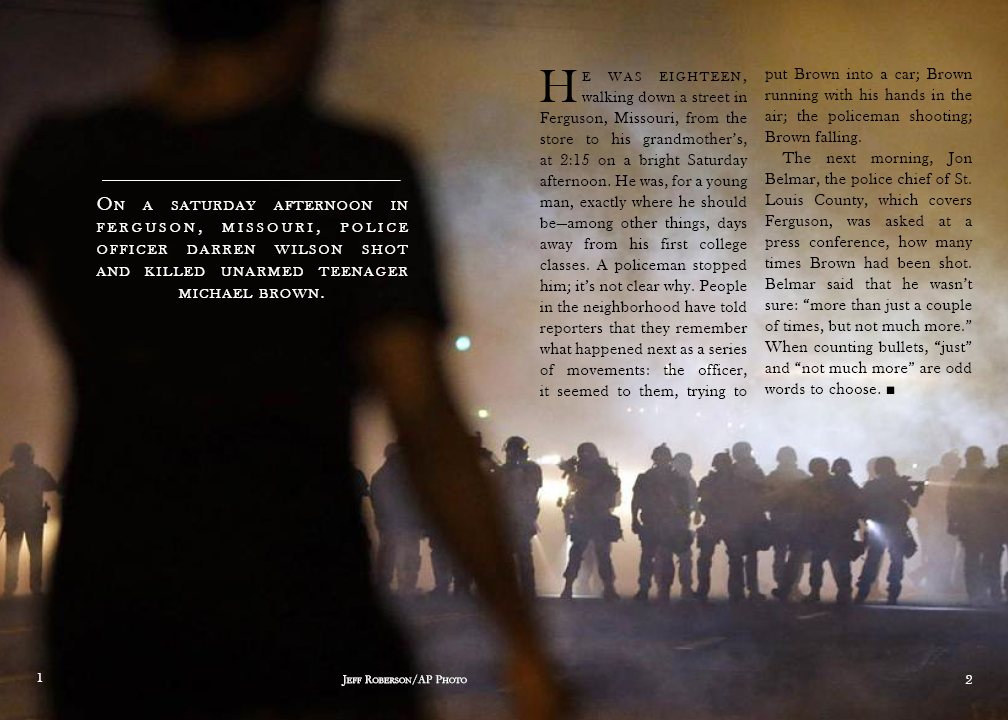 ON A SATURDAY AFTERNOON IN
FERGUSON, MISSOURI, POLICE
OFFICER DARREN WILSON SHOT
AND KILLED UNARMED TEENAGER
MICHAEL BROWN.
HE WAS EIGHTEEN,
walking down a street in
Ferguson, Missouri, from the
store to his grandmother’s,
at 2:15 on a bright Saturday
afternoon. He was, for a young
man, exactly where he should
be—among other things, days
away from his first college
classes. A policeman stopped
him; it’s not clear why. People
in the neighborhood have told
reporters that they remember
what happened next as a series
of movements: the officer,
it seemed to them, trying to
put Brown into a car; Brown
running with his hands in the
air; the policeman shooting;
Brown falling.
The next morning, Jon
Belmar, the police chief of St.
Louis County, which covers
Ferguson, was asked at a
press conference, how many
times Brown had been shot.
Belmar said that he wasn’t
sure: “more than just a couple
of times, but not much more.”
When counting bullets, “just”
and “not much more” are odd
words to choose. ■
1
JEFF ROBERSON/AP PHOTO
2